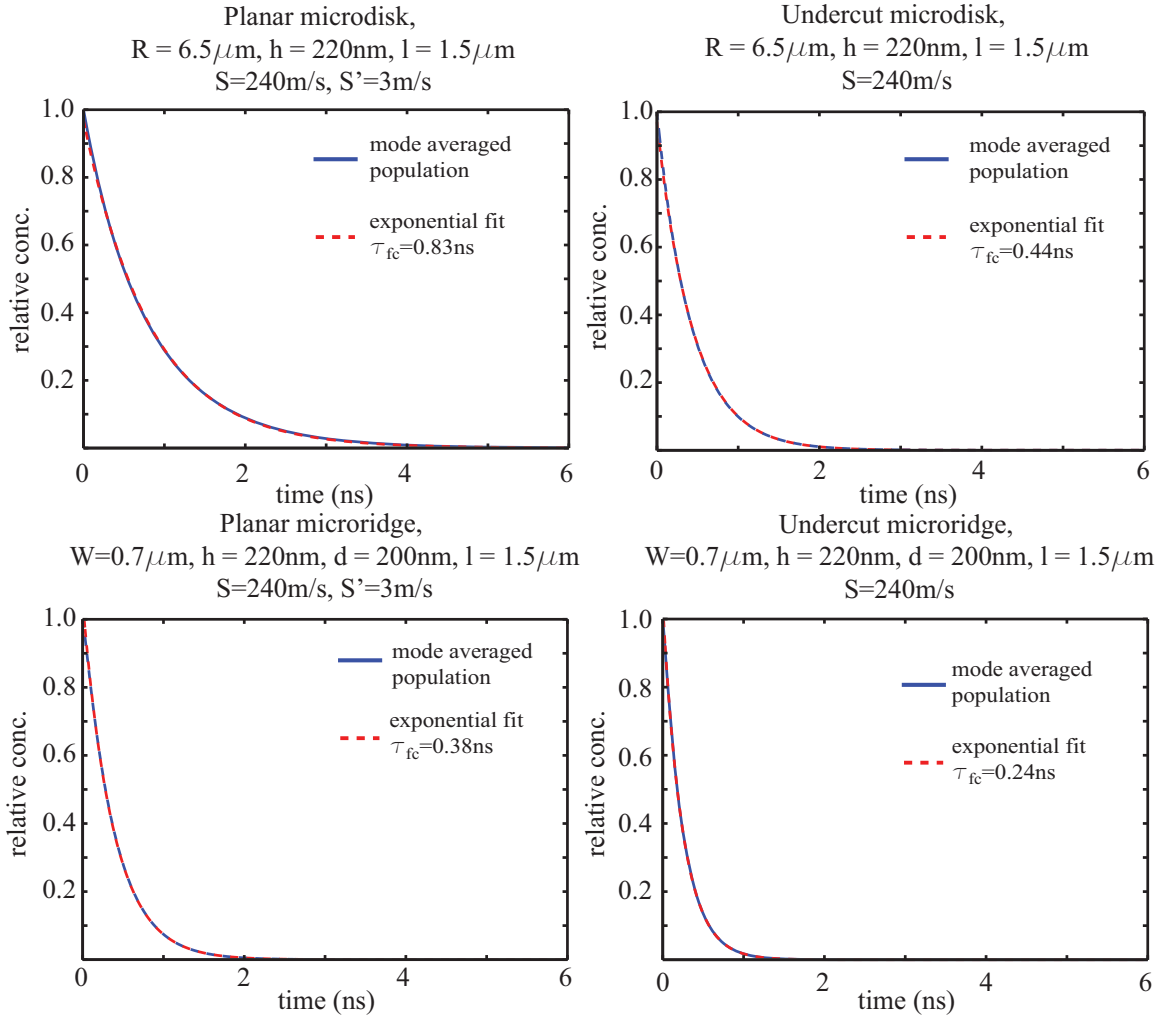 Planar microdisk,
R = 6.5μm, h = 220nm, l = 1.5μm
S=240m/s, S'=3m/s
relative conc.
1.0
0.8
0.6
0.4
0.2
mode averaged
population
exponential fit
τfc=0.83ns
0 2 4 6
time (ns)
Undercut microdisk,
R = 6.5μm, h = 220nm, l = 1.5μm
S=240m/s
relative conc.
1.0
0.8
0.6
0.4
0.2
mode averaged
population
exponential fit
τfc=0.44ns
0 2 4 6
time (ns)
Planar microridge,
W=0.7μm, h = 220nm, d = 200nm, l = 1.5μm
S=240m/s, S'=3m/s
relative conc.
1.0
0.8
0.6
0.4
0.2
mode averaged
population
exponential fit
τfc=0.38ns
0 2 4 6
time (ns)
Undercut microridge,
W=0.7μm, h = 220nm, d = 200nm, l = 1.5μm
S=240m/s
relative conc.
1.0
0.8
0.6
0.4
0.2
mode averaged
population
exponential fit
τfc=0.24ns
0 2 4 6
time (ns)